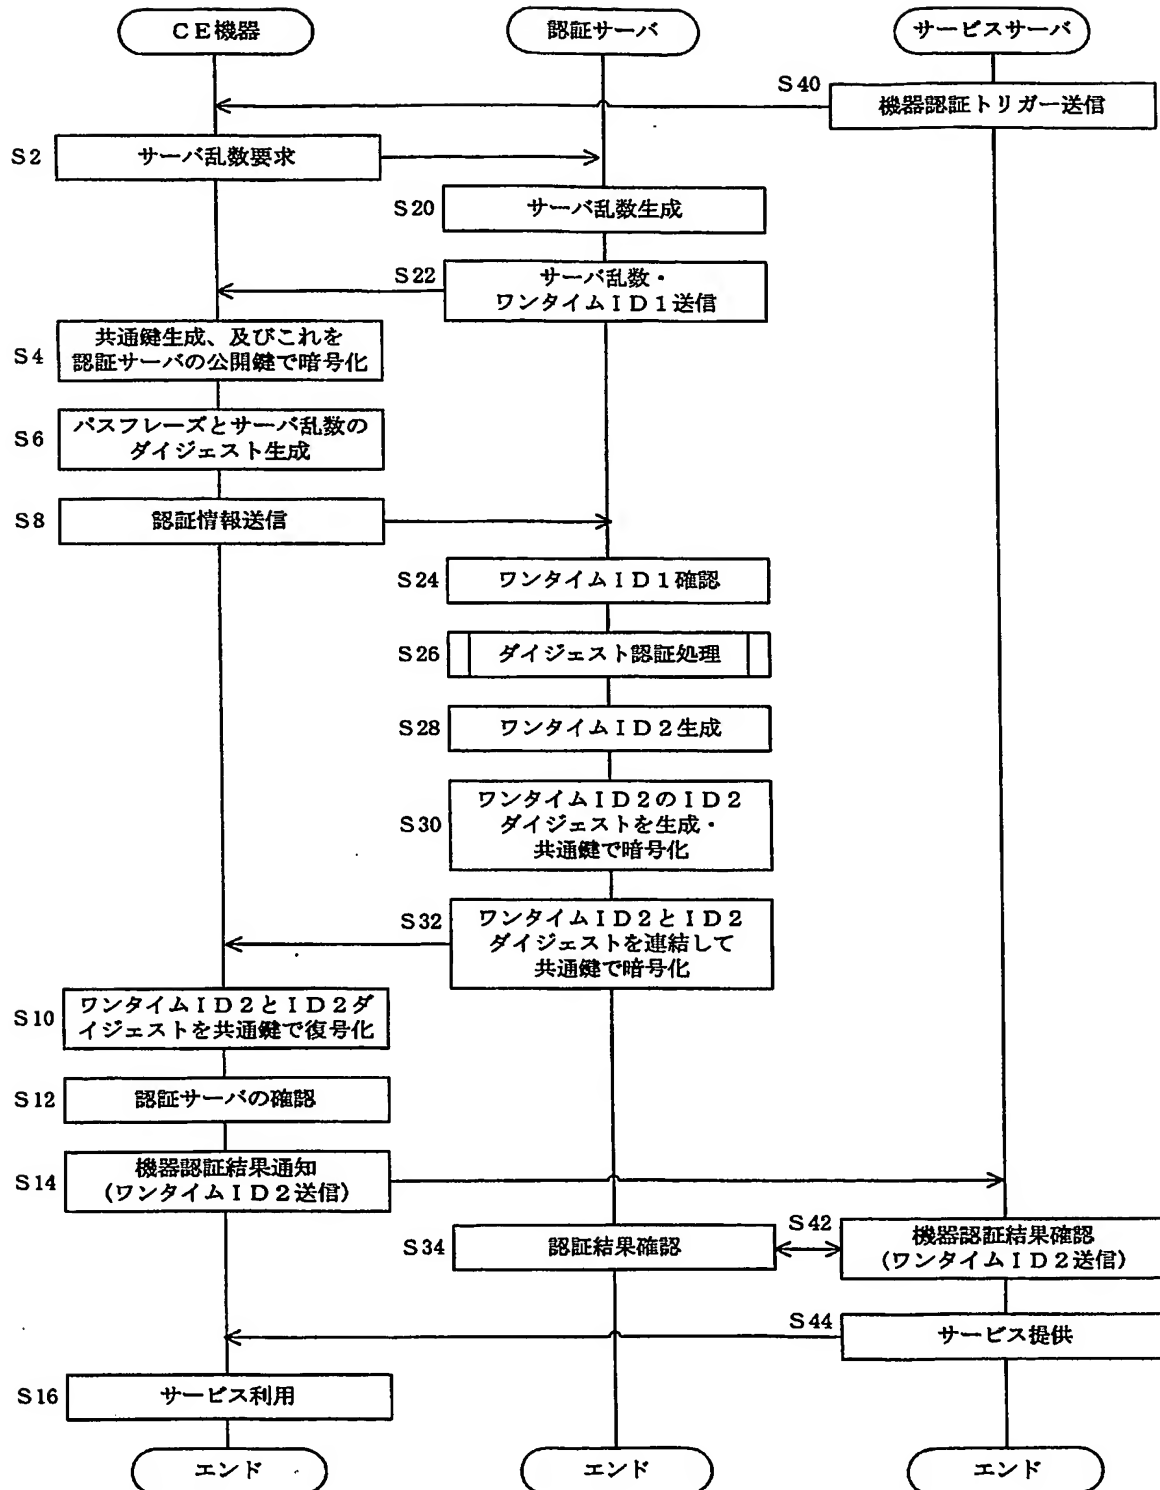 CE機器
認証サーバ
サービスサーバ
S40
機器認証トリガー送信
S2
サーバ乱数要求
S20
サーバ乱数生成
S22
サーバ乱数・
ワンタイムID1送信
S4
共通鍵生成、及びこれを
認証サーバの公開鍵で暗号化
S6
パスフレーズとサーバ乱数の
ダイジェスト生成
S8
認証情報送信
S24
ワンタイムID1確認
S26
ダイジェスト認証処理
S28
ワンタイムID2生成
S30
ワンタイムID2のID2
ダイジェストを生成・
共通鍵で暗号化
S32
ワンタイムID2とID2
ダイジェストを連結して
共通鍵で暗号化
S10
ワンタイムID2とID2ダ
イジェストを共通鍵で復号化
S12
認証サーバの確認
S14
機器認証結果通知
(ワンタイムID2送信)
S34
認証結果確認
S42
機器認証結果確認
(ワンタイムID2送信)
S44
サービス提供
S16
サービス利用
エンド
エンド
エンド